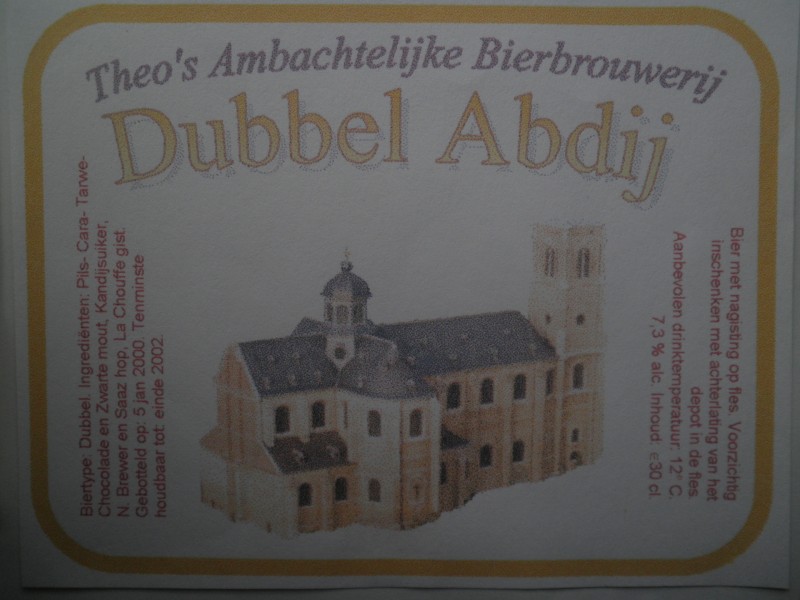 Theo's Ambachtelijke Bierbrouwerij
Dubbel Abdij
Biertype: Dubbel. Ingrediënten: Pils- Cara- Tarwe-
Chocolade en Zwarte mout, Kandijsuiker,
N. Brewer en Saaz hop, La Chouffe gist.
Gebotteld op: 5 jan 2000. Tenminste
houdbaar tot: einde 2002.
Bier met nagisting op fles. Voorzichtig
inschenken met achterlating van het
depot in de fles.
Aanbevolen drinktemperatuur: 12° C.
7,3 % alc. Inhoud: ℮30 cl.